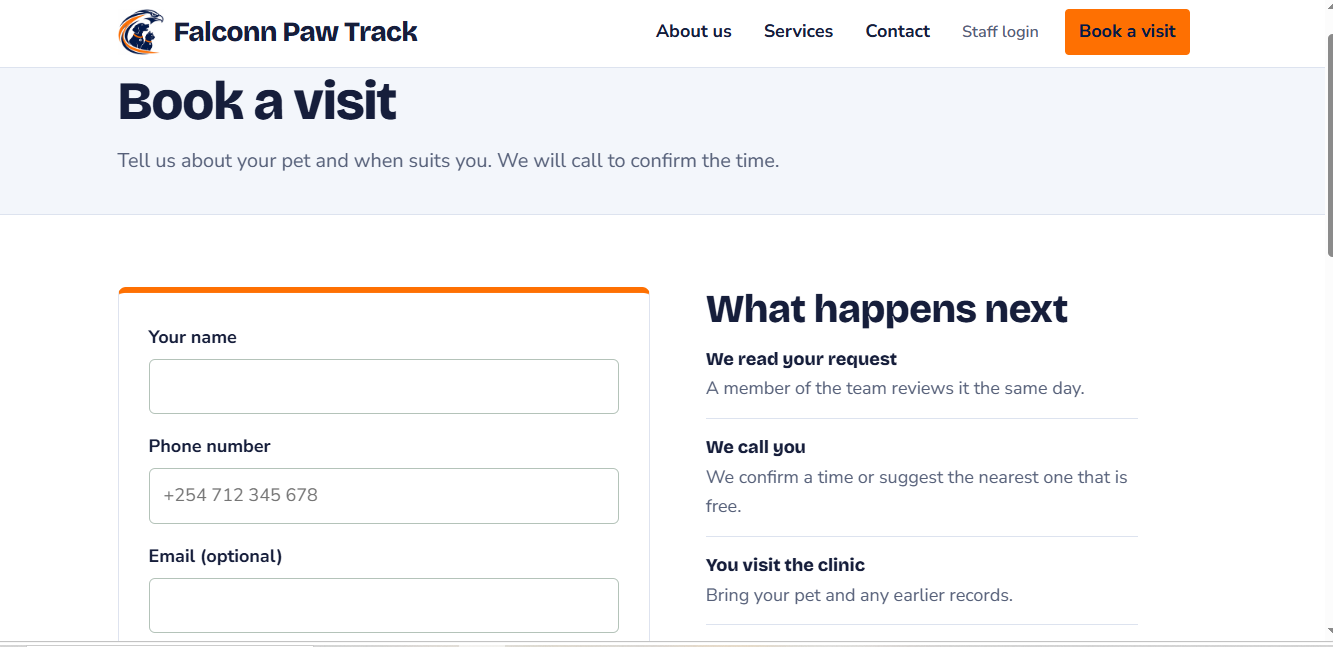 Falconn Paw Track
About us Services Contact Staff login Book a visit
Book a visit
Tell us about your pet and when suits you. We will call to confirm the time.
Your name
Phone number
+254 712 345 678
Email (optional)
What happens next
We read your request
A member of the team reviews it the same day.
We call you
We confirm a time or suggest the nearest one that is
free.
You visit the clinic
Bring your pet and any earlier records.